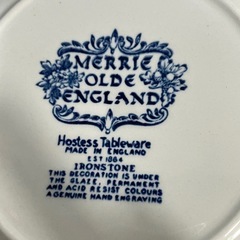 MERRIE
OLDE
ENGLAND
Hostess Tableware
MADE IN ENGLAND
EST 1864
IRONSTONE
THIS DECORATION IS UNDER
THE GLAZE, PERMANENT
AND ACID RESIST COLOURS
A GENUINE HAND ENGRAVING